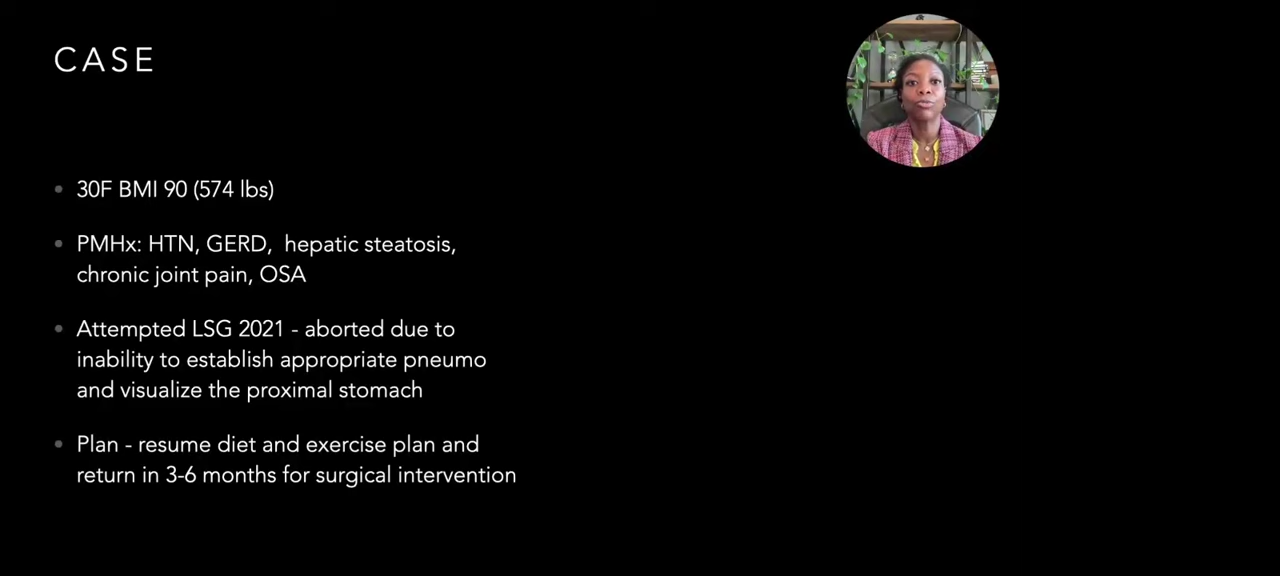 CASE
30F BMI 90 (574 lbs)
PMHx: HTN, GERD, hepatic steatosis,
chronic joint pain, OSA
Attempted LSG 2021 - aborted due to
inability to establish appropriate pneumo
and visualize the proximal stomach
Plan - resume diet and exercise plan and
return in 3-6 months for surgical intervention